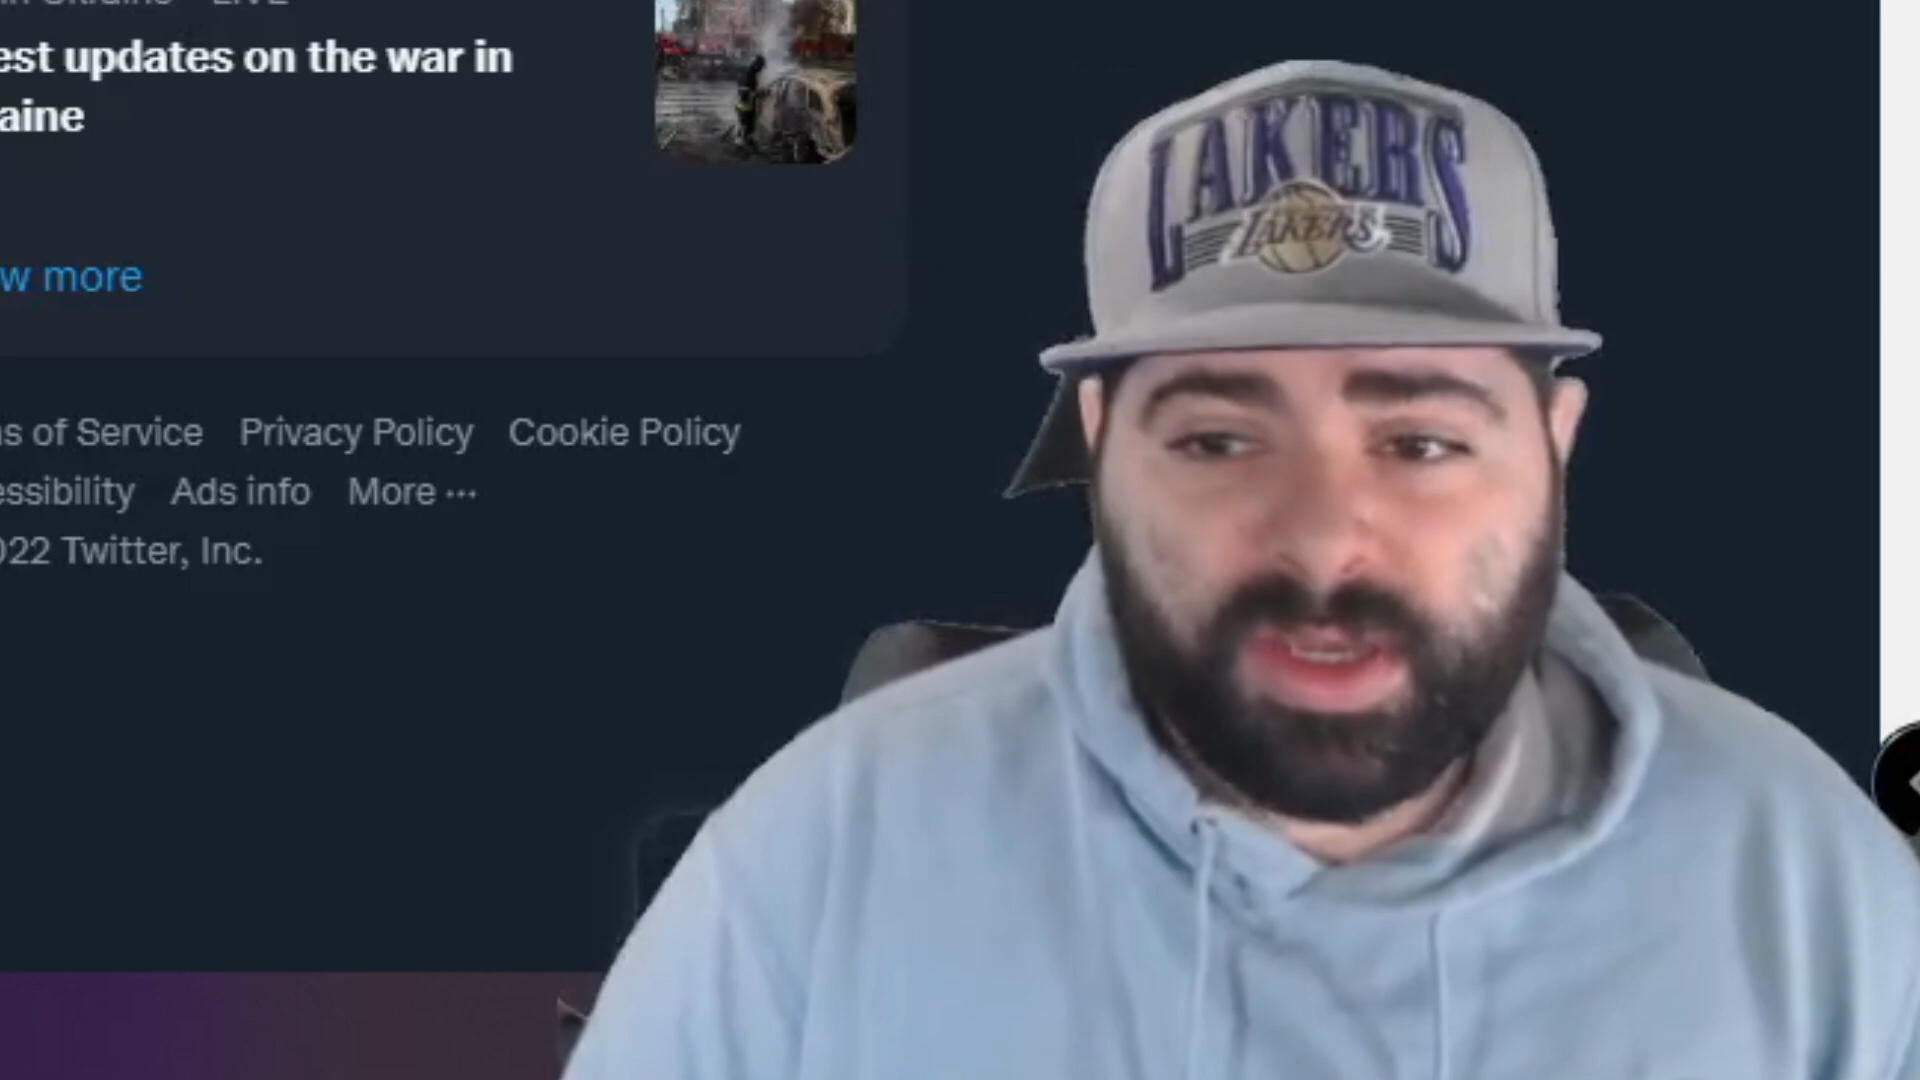 est updates on the war in
aine
w more
s of Service Privacy Policy Cookie Policy
essibility Ads info More ···
022 Twitter, Inc.
LAKERS
LAKERS